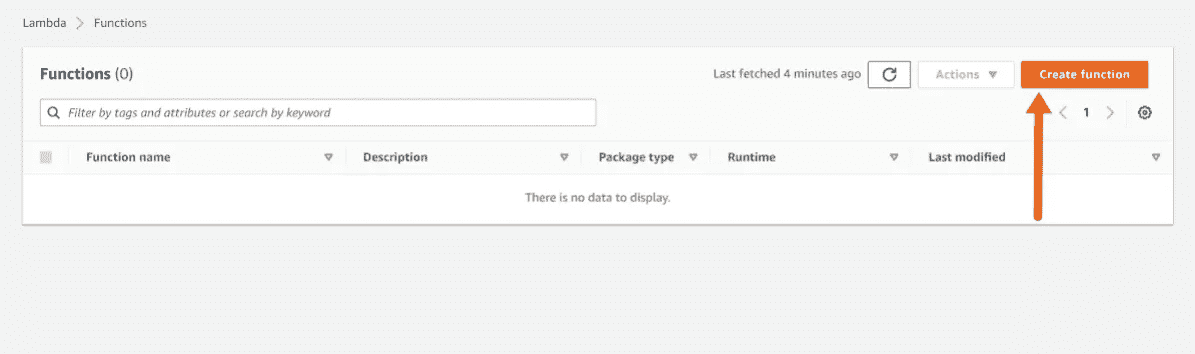 Lambda > Functions
Functions (0)
Last fetched 4 minutes ago
Actions
Create function
Filter by tags and attributes or search by keyword
1
Function name
Description
Package type
Runtime
Last modified
There is no data to display.